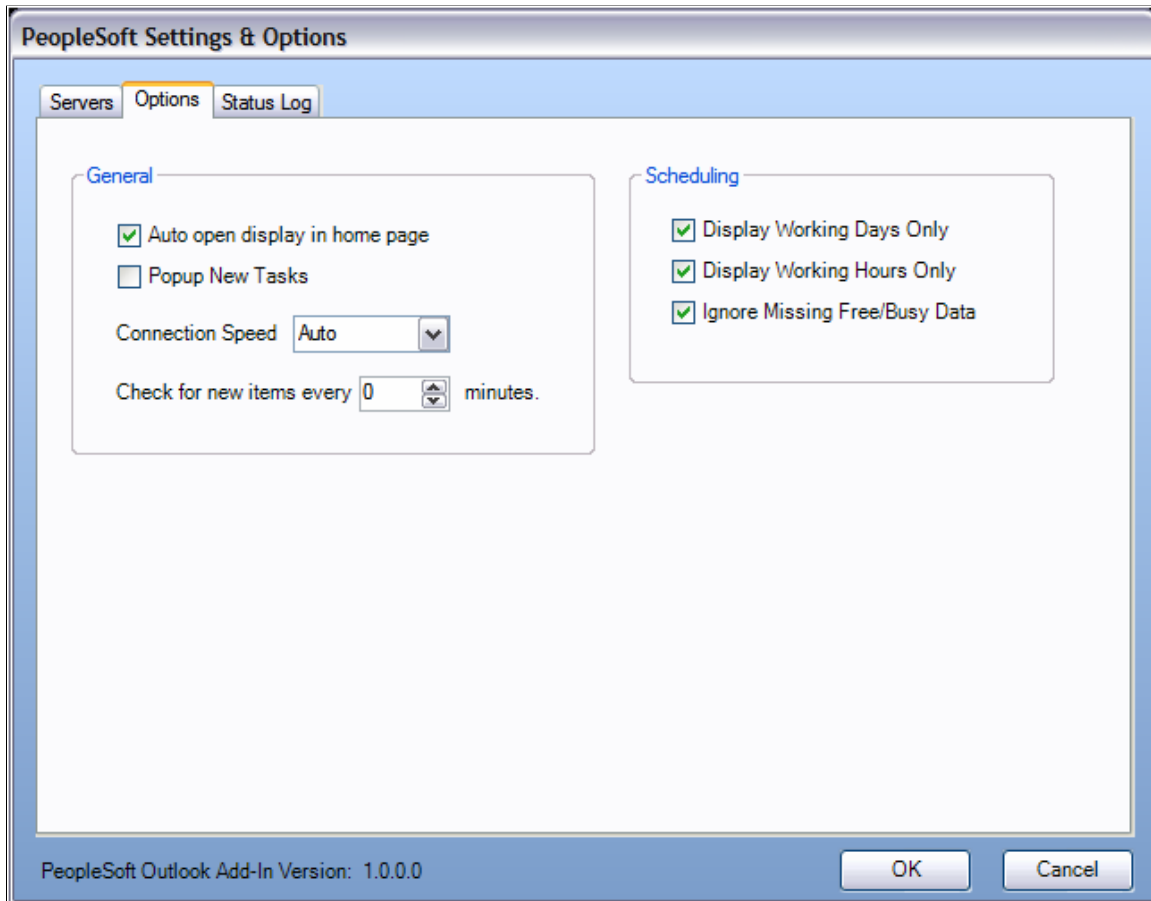 PeopleSoft Settings & Options
Servers Options Status Log
General
Auto open display in home page
Popup New Tasks
Connection Speed Auto
Check for new items every 0 minutes.
Scheduling
Display Working Days Only
Display Working Hours Only
Ignore Missing Free/Busy Data
PeopleSoft Outlook Add-In Version: 1.0.0.0
OK Cancel